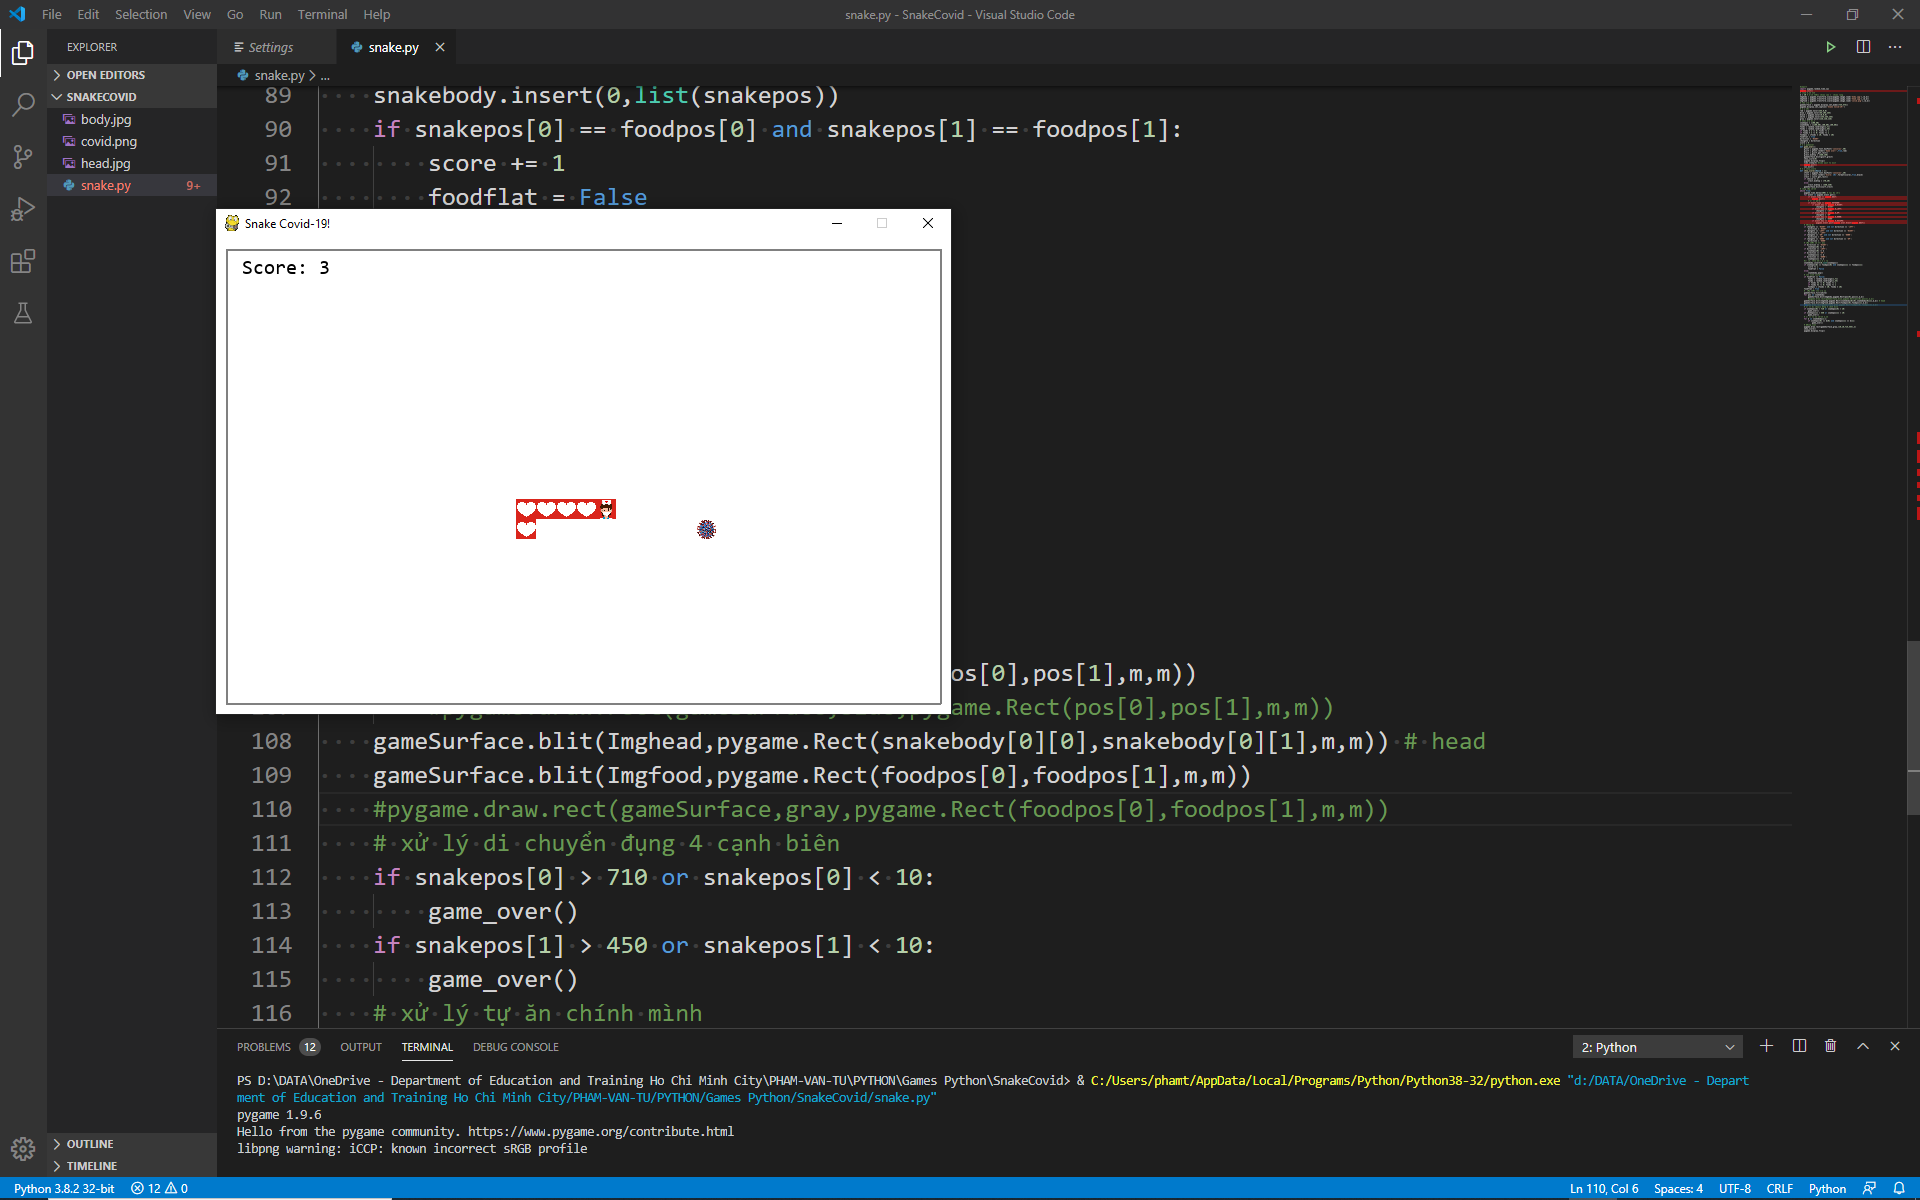 File Edit Selection View Go Run Terminal Help
snake.py - SnakeCovid - Visual Studio Code
EXPLORER
Settings
snake.py
OPEN EDITORS
SNAKECOVID
body.jpg
covid.png
head.jpg
snake.py 9+
snake.py > ...
89 snakebody.insert(0,list(snakepos))
90 if snakepos[0] == foodpos[0] and snakepos[1] == foodpos[1]:
91 score += 1
92 foodflat = False
Snake Covid-19!
Score: 3
os[0],pos[1],m,m))
,pygame.Rect(pos[0],pos[1],m,m))
108 gameSurface.blit(Imghead,pygame.Rect(snakebody[0][0],snakebody[0][1],m,m)) # head
109 gameSurface.blit(Imgfood,pygame.Rect(foodpos[0],foodpos[1],m,m))
110 #pygame.draw.rect(gameSurface,gray,pygame.Rect(foodpos[0],foodpos[1],m,m))
111 # xử lý di chuyển đụng 4 cạnh biên
112 if snakepos[0] > 710 or snakepos[0] < 10:
113 game_over()
114 if snakepos[1] > 450 or snakepos[1] < 10:
115 game_over()
116 # xử lý tự ăn chính mình
PROBLEMS 12 OUTPUT TERMINAL DEBUG CONSOLE
2: Python
PS D:\DATA\OneDrive - Department of Education and Training Ho Chi Minh City\PHAM-VAN-TU\PYTHON\Games Python\SnakeCovid> & C:/Users/phamt/AppData/Local/Programs/Python/Python38-32/python.exe "d:/DATA/OneDrive - Depart
ment of Education and Training Ho Chi Minh City/PHAM-VAN-TU/PYTHON/Games Python/SnakeCovid/snake.py"
pygame 1.9.6
Hello from the pygame community. https://www.pygame.org/contribute.html
libpng warning: iCCP: known incorrect sRGB profile
OUTLINE
TIMELINE
Python 3.8.2 32-bit 12 0
Ln 110, Col 6 Spaces: 4 UTF-8 CRLF Python